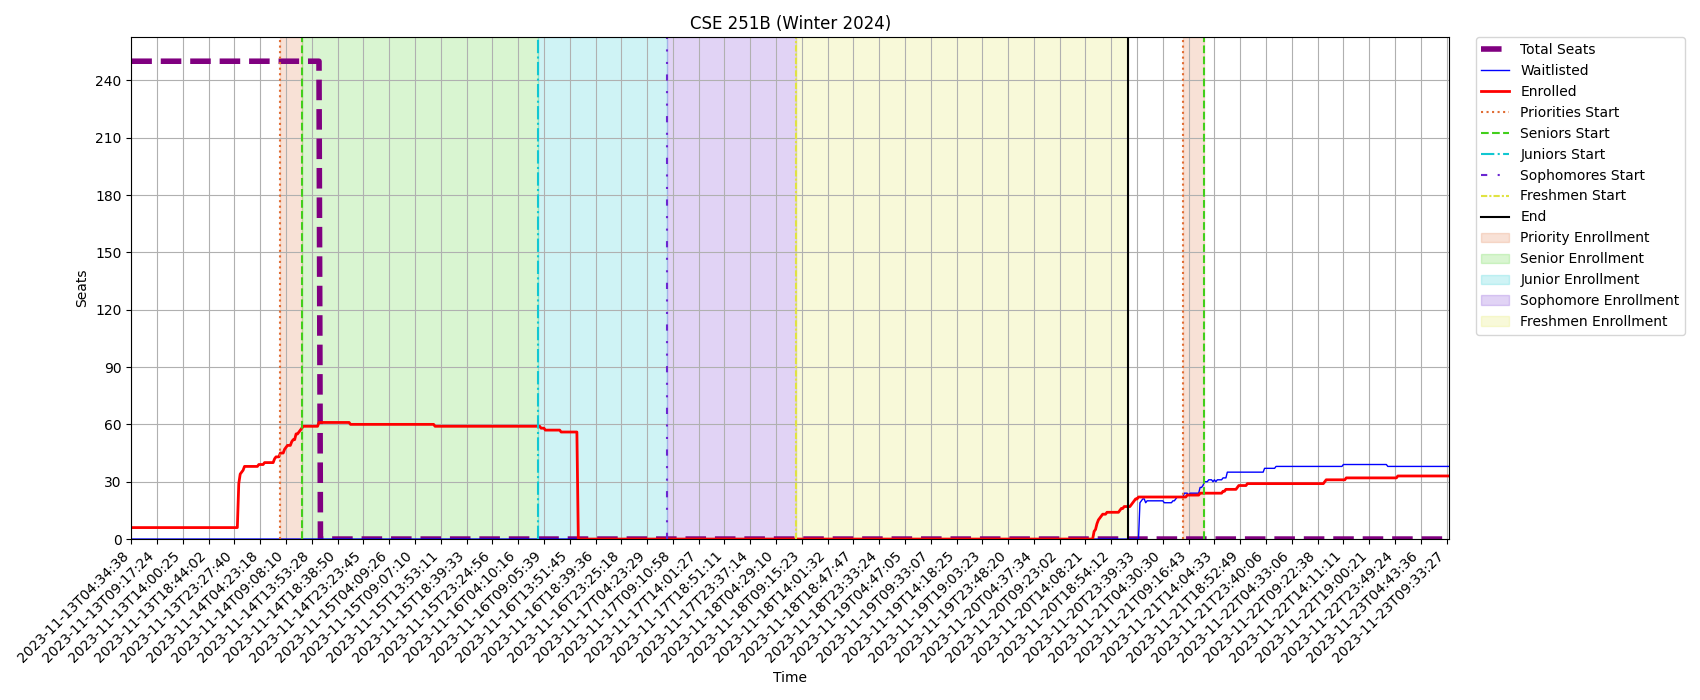 CSE 251B (Winter 2024)
Seats
240
210
180
150
120
90
60
30
0
2023-11-13T04:34:38
2023-11-13T09:17:24
2023-11-13T14:00:25
2023-11-13T18:44:02
2023-11-13T23:27:40
2023-11-14T04:23:18
2023-11-14T09:08:10
2023-11-14T13:53:28
2023-11-14T18:38:50
2023-11-14T23:23:45
2023-11-15T04:09:26
2023-11-15T09:07:10
2023-11-15T13:53:11
2023-11-15T18:39:33
2023-11-15T23:24:56
2023-11-16T04:10:16
2023-11-16T09:05:39
2023-11-16T13:51:45
2023-11-16T18:39:36
2023-11-16T23:25:18
2023-11-17T04:23:29
2023-11-17T09:10:58
2023-11-17T14:01:27
2023-11-17T18:51:11
2023-11-17T23:37:14
2023-11-18T04:29:10
2023-11-18T09:15:23
2023-11-18T14:01:32
2023-11-18T18:47:47
2023-11-18T23:33:24
2023-11-19T04:47:05
2023-11-19T09:33:07
2023-11-19T14:18:25
2023-11-19T19:03:23
2023-11-19T23:48:20
2023-11-20T04:37:34
2023-11-20T09:23:02
2023-11-20T14:08:21
2023-11-20T18:54:12
2023-11-20T23:39:33
2023-11-21T04:30:30
2023-11-21T09:16:43
2023-11-21T14:04:33
2023-11-21T18:52:49
2023-11-21T23:40:06
2023-11-22T04:33:06
2023-11-22T09:22:38
2023-11-22T14:11:11
2023-11-22T19:00:21
2023-11-22T23:49:24
2023-11-23T04:43:36
2023-11-23T09:33:27
Time
Total Seats
Waitlisted
Enrolled
Priorities Start
Seniors Start
Juniors Start
Sophomores Start
Freshmen Start
End
Priority Enrollment
Senior Enrollment
Junior Enrollment
Sophomore Enrollment
Freshmen Enrollment